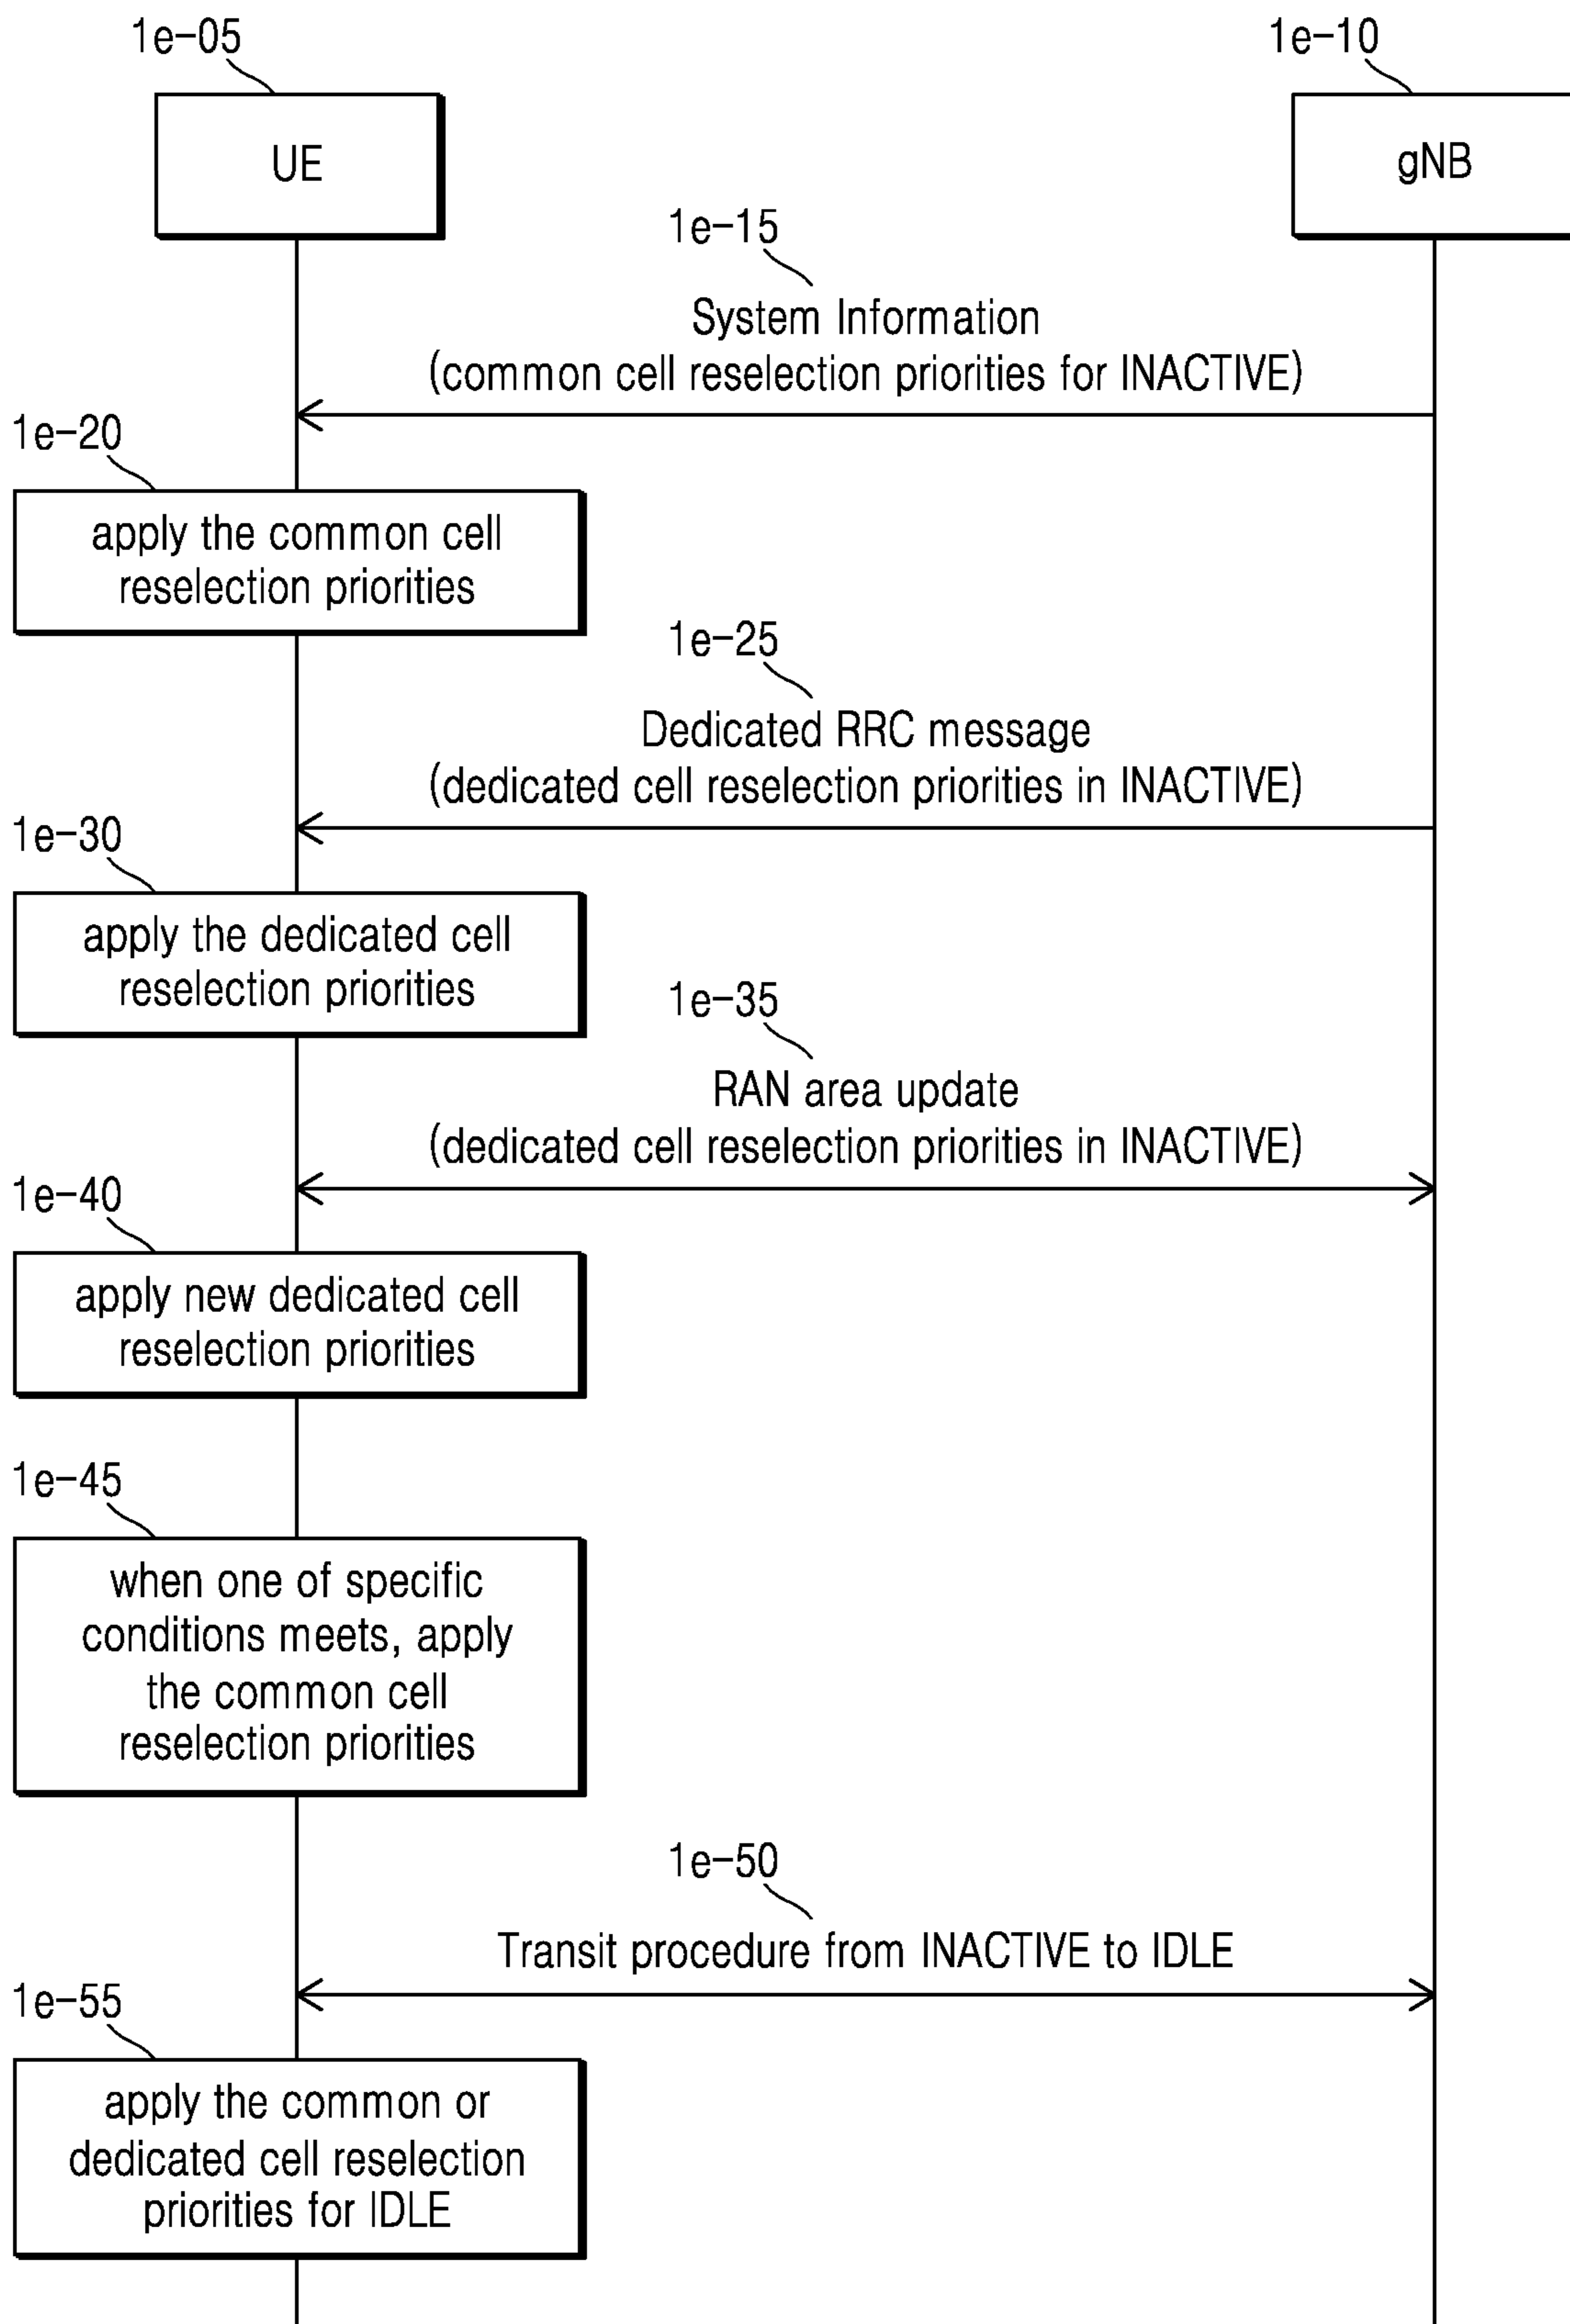 1e-05
1e-10
UE
gNB
1e-15
System Information
(common cell reselection priorities for INACTIVE)
1e-20
apply the common cell
reselection priorities
1e-25
Dedicated RRC message
(dedicated cell reselection priorities in INACTIVE)
1e-30
apply the dedicated cell
reselection priorities
1e-35
RAN area update
(dedicated cell reselection priorities in INACTIVE)
1e-40
apply new dedicated cell
reselection priorities
1e-45
when one of specific
conditions meets, apply
the common cell
reselection priorities
1e-50
Transit procedure from INACTIVE to IDLE
1e-55
apply the common or
dedicated cell reselection
priorities for IDLE